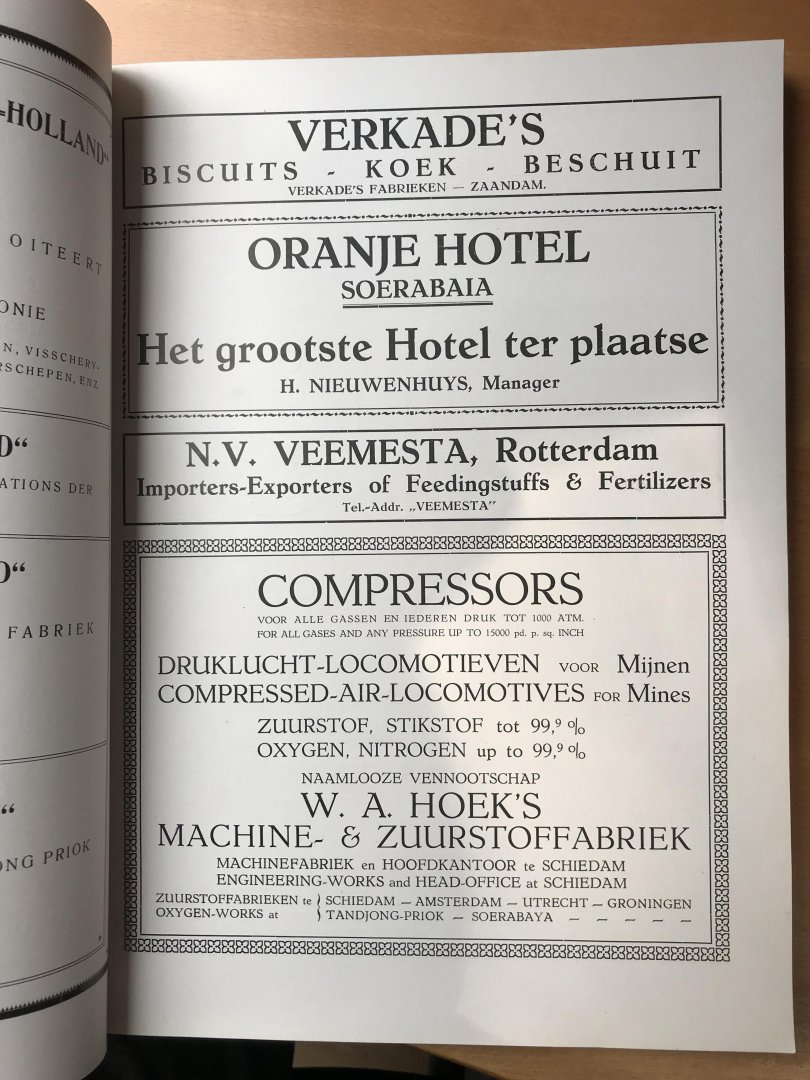 -HOLLAND"
OITEERT
ONIE
N, VISSCHERY-
RSCHEPEN, ENZ
D"
ATIONS DER
D"
FABRIEK
"
ONG PRIOK
VERKADE'S
BISCUITS - KOEK - BESCHUIT
VERKADE'S FABRIEKEN — ZAANDAM.
ORANJE HOTEL
SOERABAIA
Het grootste Hotel ter plaatse
H. NIEUWENHUYS, Manager
N.V. VEEMESTA, Rotterdam
Importers-Exporters of Feedingstuffs & Fertilizers
Tel.-Addr. „VEEMESTA"
COMPRESSORS
VOOR ALLE GASSEN EN IEDEREN DRUK TOT 1000 ATM.
FOR ALL GASES AND ANY PRESSURE UP TO 15000 pd. p. sq. INCH
DRUKLUCHT-LOCOMOTIEVEN VOOR Mijnen
COMPRESSED-AIR-LOCOMOTIVES FOR Mines
ZUURSTOF, STIKSTOF tot 99,⁹ %
OXYGEN, NITROGEN up to 99,⁹ %
NAAMLOOZE VENNOOTSCHAP
W. A. HOEK'S
MACHINE- & ZUURSTOFFABRIEK
MACHINEFABRIEK en HOOFDKANTOOR te SCHIEDAM
ENGINEERING-WORKS and HEAD-OFFICE at SCHIEDAM
ZUURSTOFFABRIEKEN te } SCHIEDAM — AMSTERDAM — UTRECHT — GRONINGEN
OXYGEN-WORKS at } TANDJONG-PRIOK — SOERABAYA — — — — —